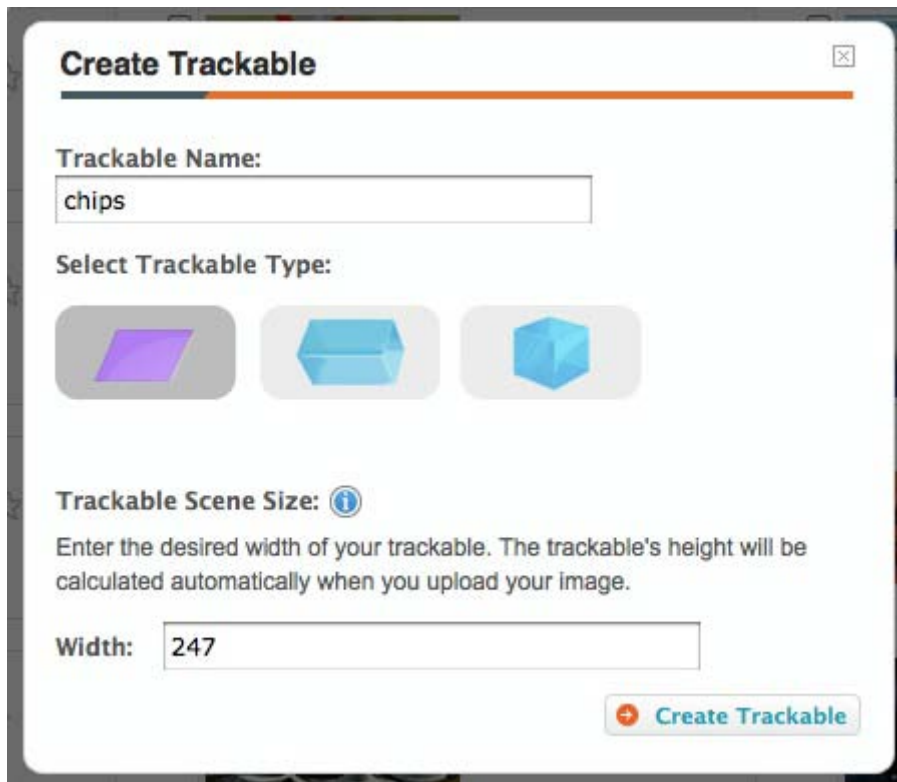 Create Trackable
Trackable Name:
chips
Select Trackable Type:
Trackable Scene Size:
Enter the desired width of your trackable. The trackable's height will be
calculated automatically when you upload your image.
Width: 247
Create Trackable